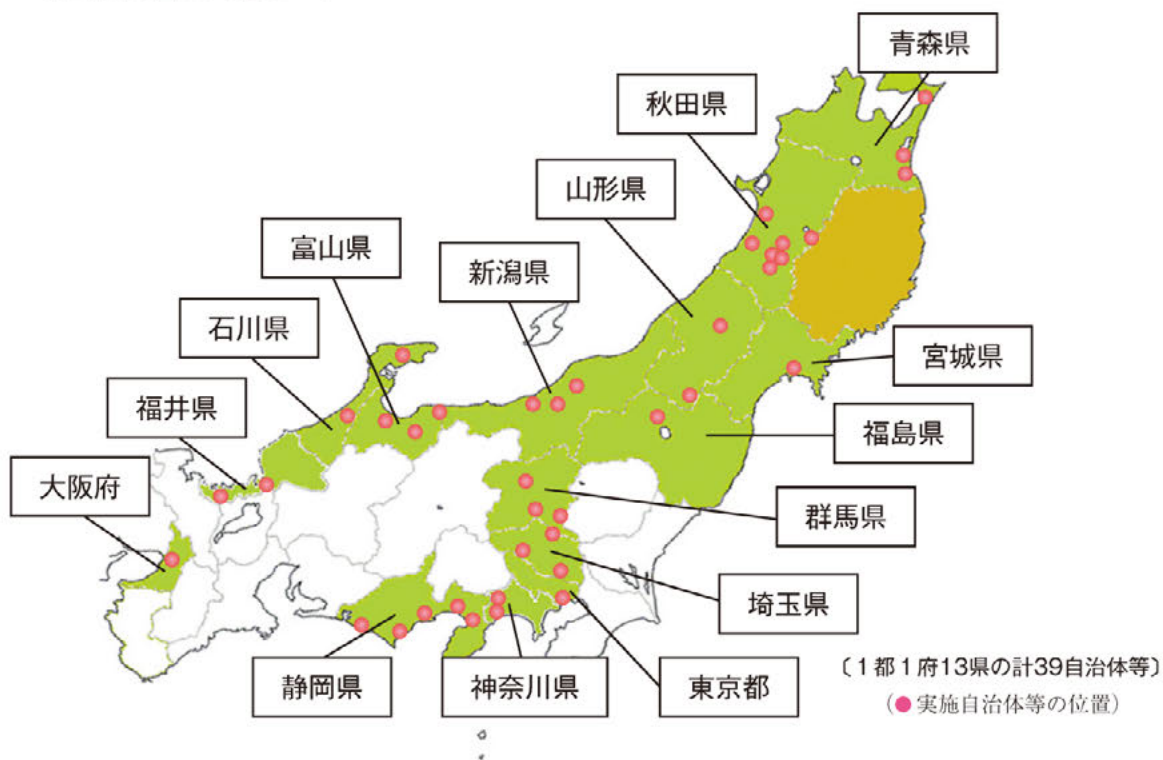 青森県
秋田県
山形県
富山県
新潟県
石川県
宮城県
福井県
福島県
大阪府
群馬県
埼玉県
静岡県
神奈川県
東京都
〔1都1府13県の計39自治体等〕
(●実施自治体等の位置)